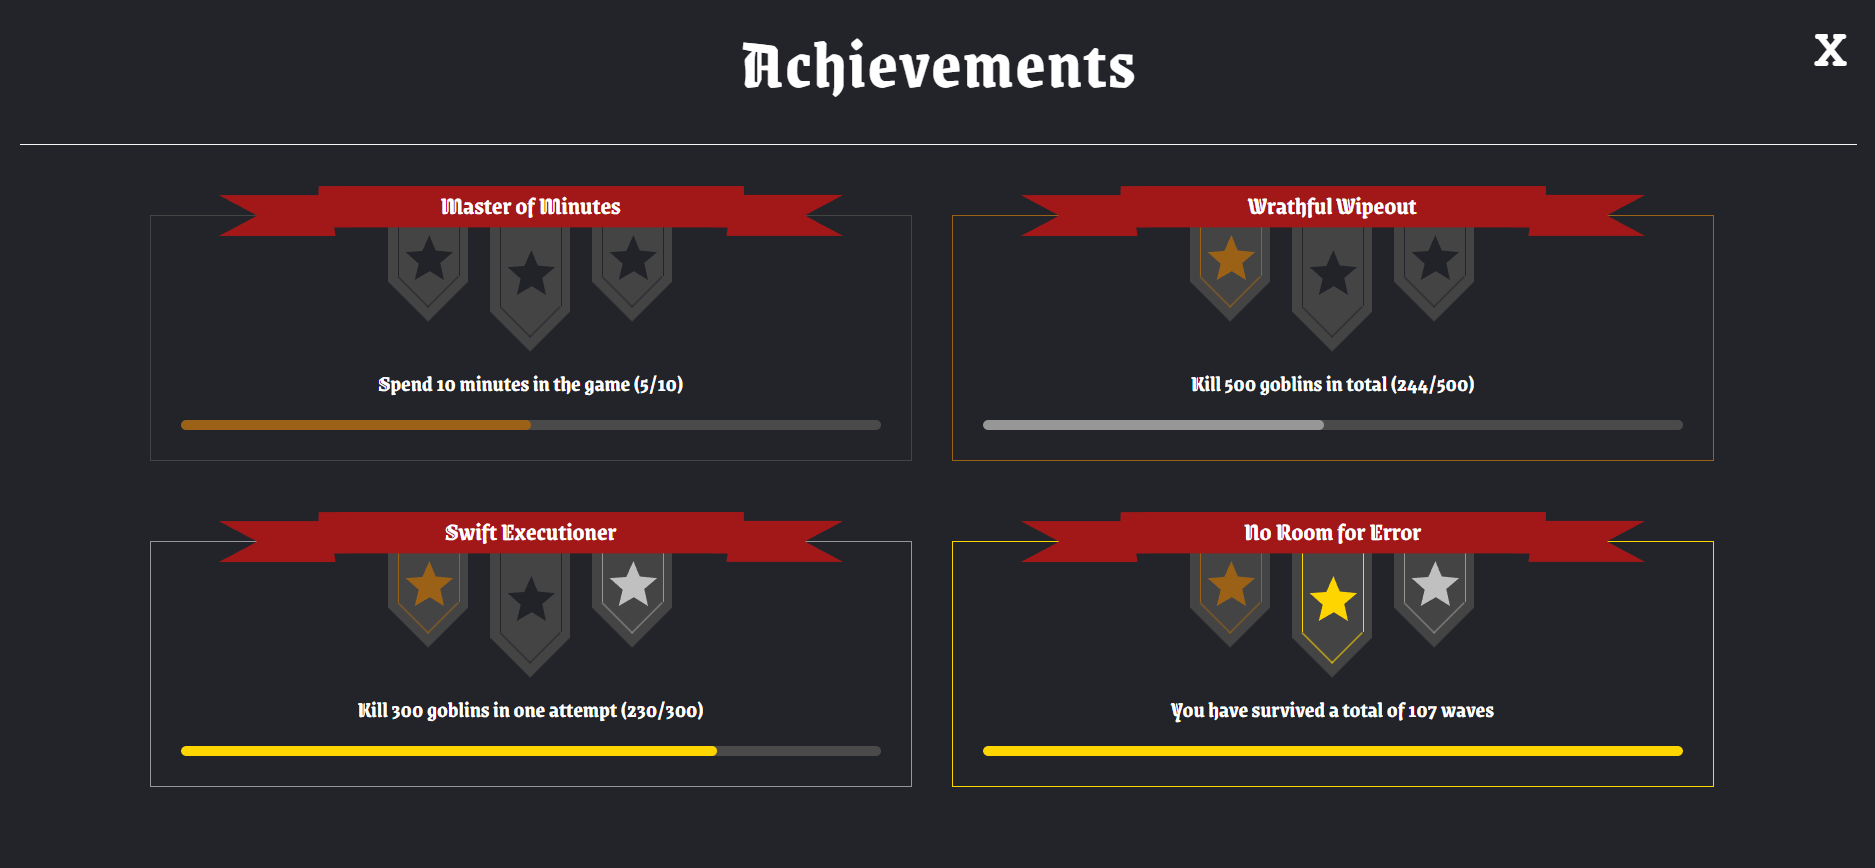 Achievements
X
Master of Minutes
Spend 10 minutes in the game (5/10)
Wrathful Wipeout
Kill 500 goblins in total (244/500)
Swift Executioner
Kill 300 goblins in one attempt (230/300)
No Room for Error
You have survived a total of 107 waves